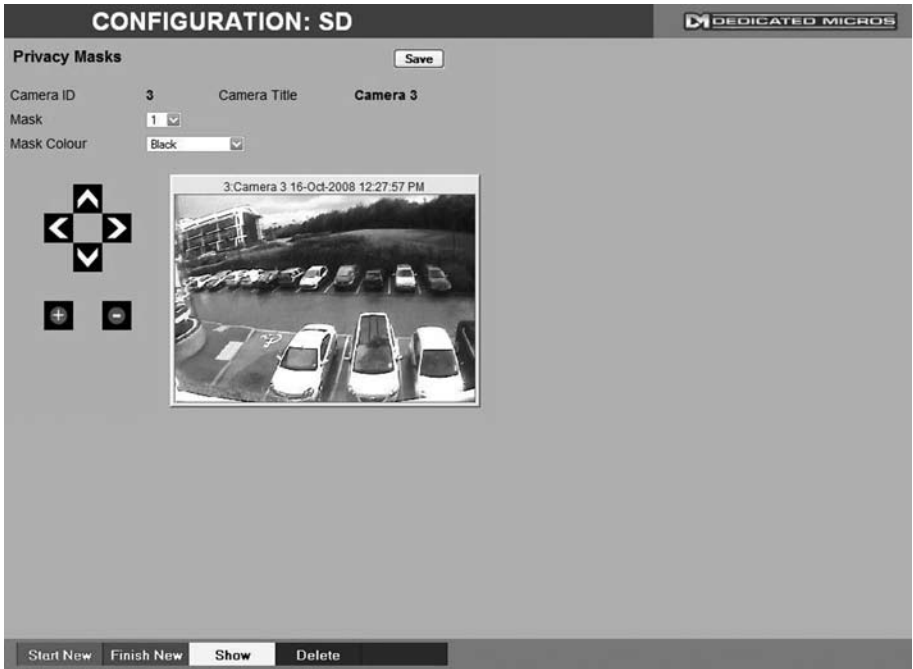 CONFIGURATION: SD
DEDICATED MICROS
Privacy Masks
Save
Camera ID 3 Camera Title Camera 3
Mask 1
Mask Colour Black
3:Camera 3 16-Oct-2008 12:27:57 PM
Start New Finish New Show Delete